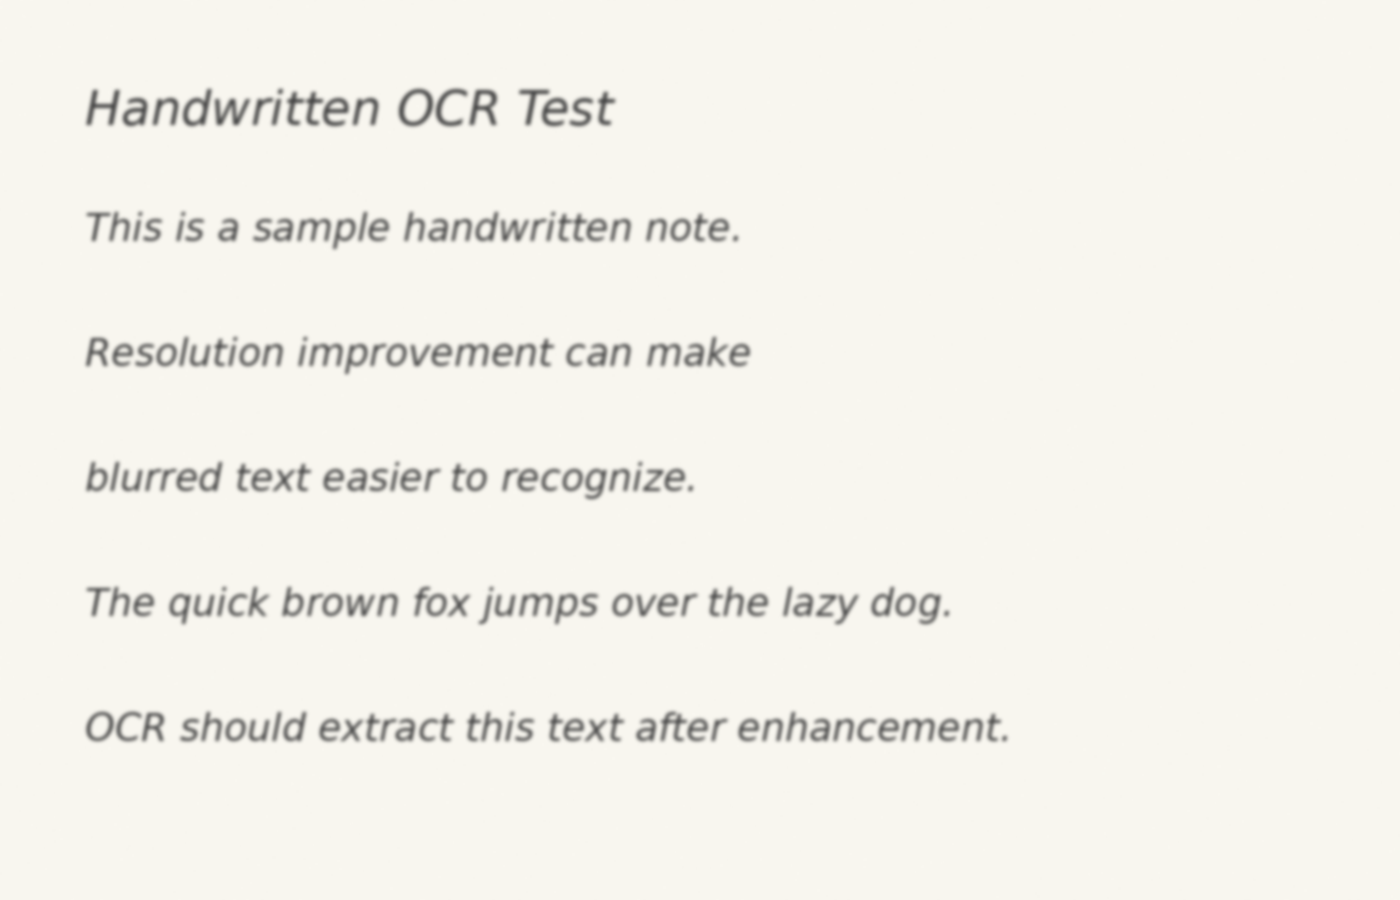 Handwritten OCR Test
This is a sample handwritten note.
Resolution improvement can make
blurred text easier to recognize.
The quick brown fox jumps over the lazy dog.
OCR should extract this text after enhancement.